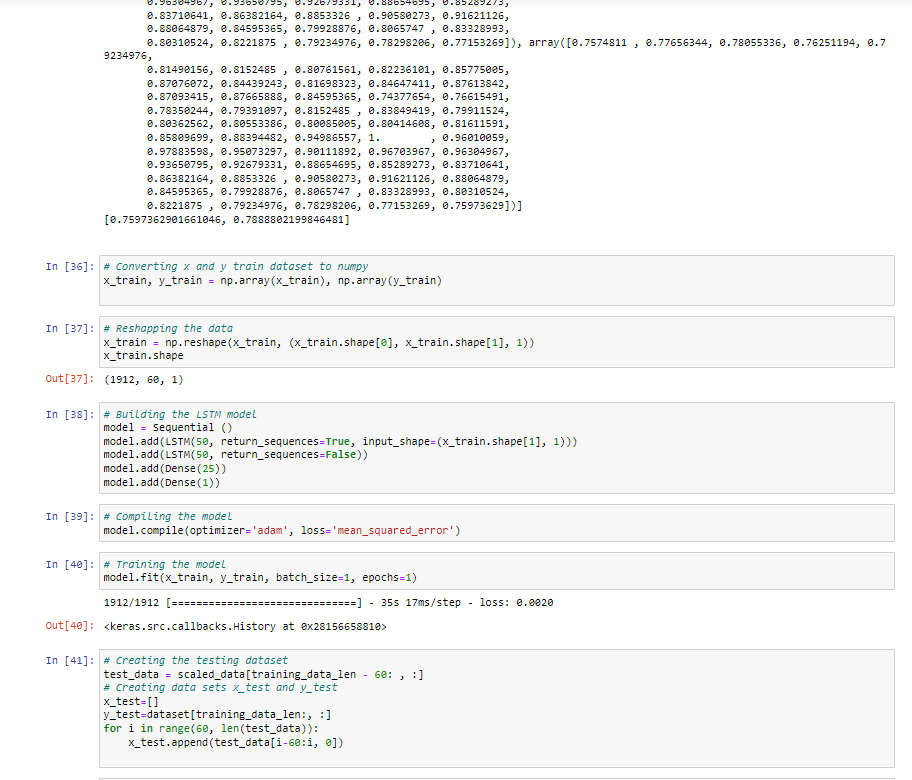 0.96304967, 0.93650795, 0.92679331, 0.88654695, 0.85289273,
0.83710641, 0.86382164, 0.8853326 , 0.90580273, 0.91621126,
0.88064879, 0.84595365, 0.79928876, 0.8065747 , 0.83328993,
0.80310524, 0.8221875 , 0.79234976, 0.78298206, 0.77153269]), array([0.7574811 , 0.77656344, 0.78055336, 0.76251194, 0.7
9234976,
0.81490156, 0.8152485 , 0.80761561, 0.82236101, 0.85775005,
0.87076072, 0.84439243, 0.81698323, 0.84647411, 0.87613842,
0.87093415, 0.87665888, 0.84595365, 0.74377654, 0.76615491,
0.78350244, 0.79391097, 0.8152485 , 0.83849419, 0.79911524,
0.80362562, 0.80553386, 0.80085005, 0.80414608, 0.81611591,
0.85809699, 0.88394482, 0.94986557, 1.        , 0.96010059,
0.97883598, 0.95073297, 0.90111892, 0.96703967, 0.96304967,
0.93650795, 0.92679331, 0.88654695, 0.85289273, 0.83710641,
0.86382164, 0.8853326 , 0.90580273, 0.91621126, 0.88064879,
0.84595365, 0.79928876, 0.8065747 , 0.83328993, 0.80310524,
0.8221875 , 0.79234976, 0.78298206, 0.77153269, 0.75973629])]
[0.7597362901661046, 0.7888802199846481]
In [36]: # Converting x and y train dataset to numpy
x_train, y_train = np.array(x_train), np.array(y_train)
In [37]: # Reshapping the data
x_train = np.reshape(x_train, (x_train.shape[0], x_train.shape[1], 1))
x_train.shape
Out[37]: (1912, 60, 1)
In [38]: # Building the LSTM model
model = Sequential ()
model.add(LSTM(50, return_sequences=True, input_shape=(x_train.shape[1], 1)))
model.add(LSTM(50, return_sequences=False))
model.add(Dense(25))
model.add(Dense(1))
In [39]: # Compiling the model
model.compile(optimizer='adam', loss='mean_squared_error')
In [40]: # Training the model
model.fit(x_train, y_train, batch_size=1, epochs=1)
1912/1912 [==============================] - 35s 17ms/step - loss: 0.0020
Out[40]: <keras.src.callbacks.History at 0x28156658810>
In [41]: # Creating the testing dataset
test_data = scaled_data[training_data_len - 60: , :]
# Creating data sets x_test and y_test
x_test=[]
y_test=dataset[training_data_len:, :]
for i in range(60, len(test_data)):
x_test.append(test_data[i-60:i, 0])